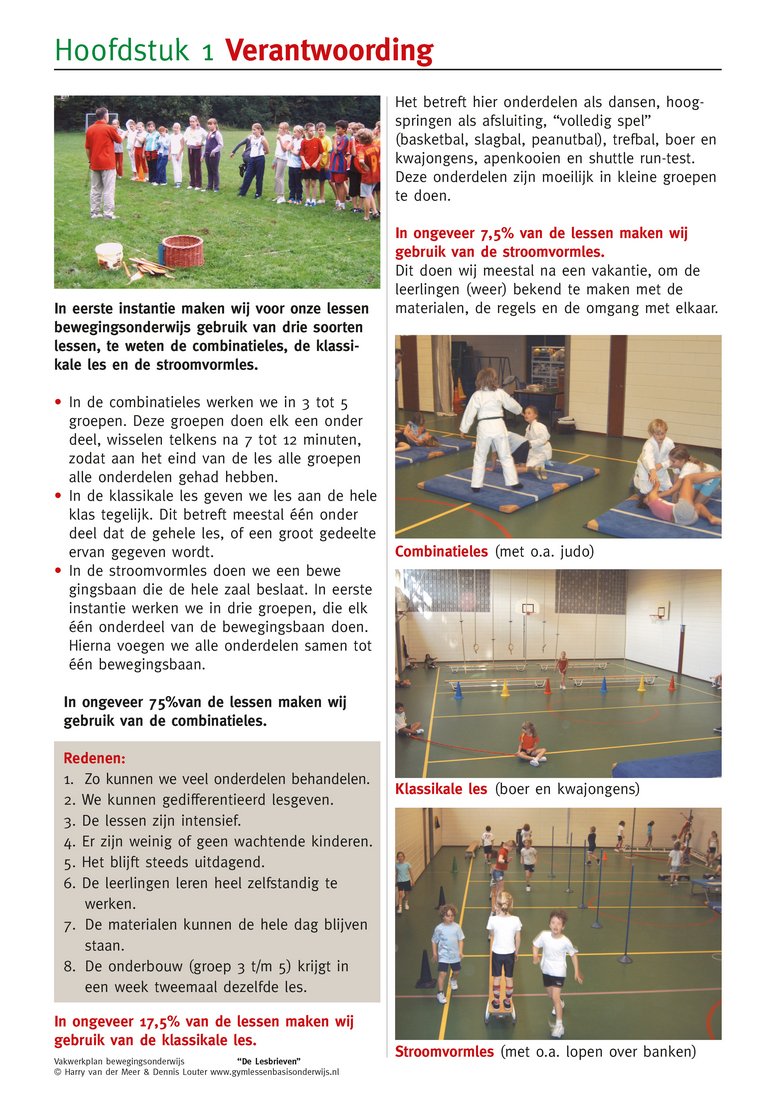 Hoofdstuk 1 Verantwoording
In eerste instantie maken wij voor onze lessen
bewegingsonderwijs gebruik van drie soorten
lessen, te weten de combinatieles, de klassi-
kale les en de stroomvormles.
• In de combinatieles werken we in 3 tot 5
groepen. Deze groepen doen elk een onder
deel, wisselen telkens na 7 tot 12 minuten,
zodat aan het eind van de les alle groepen
alle onderdelen gehad hebben.
• In de klassikale les geven we les aan de hele
klas tegelijk. Dit betreft meestal één onder
deel dat de gehele les, of een groot gedeelte
ervan gegeven wordt.
• In de stroomvormles doen we een bewe
gingsbaan die de hele zaal beslaat. In eerste
instantie werken we in drie groepen, die elk
één onderdeel van de bewegingsbaan doen.
Hierna voegen we alle onderdelen samen tot
één bewegingsbaan.
In ongeveer 75%van de lessen maken wij
gebruik van de combinatieles.
Redenen:
1. Zo kunnen we veel onderdelen behandelen.
2. We kunnen gedifferentieerd lesgeven.
3. De lessen zijn intensief.
4. Er zijn weinig of geen wachtende kinderen.
5. Het blijft steeds uitdagend.
6. De leerlingen leren heel zelfstandig te
werken.
7. De materialen kunnen de hele dag blijven
staan.
8. De onderbouw (groep 3 t/m 5) krijgt in
een week tweemaal dezelfde les.
In ongeveer 17,5% van de lessen maken wij
gebruik van de klassikale les.
Het betreft hier onderdelen als dansen, hoog-
springen als afsluiting, “volledig spel”
(basketbal, slagbal, peanutbal), trefbal, boer en
kwajongens, apenkooien en shuttle run-test.
Deze onderdelen zijn moeilijk in kleine groepen
te doen.
In ongeveer 7,5% van de lessen maken wij
gebruik van de stroomvormles.
Dit doen wij meestal na een vakantie, om de
leerlingen (weer) bekend te maken met de
materialen, de regels en de omgang met elkaar.
Combinatieles (met o.a. judo)
Klassikale les (boer en kwajongens)
Stroomvormles (met o.a. lopen over banken)
Vakwerkplan bewegingsonderwijs “De Lesbrieven”
© Harry van der Meer & Dennis Louter www.gymlessenbasisonderwijs.nl